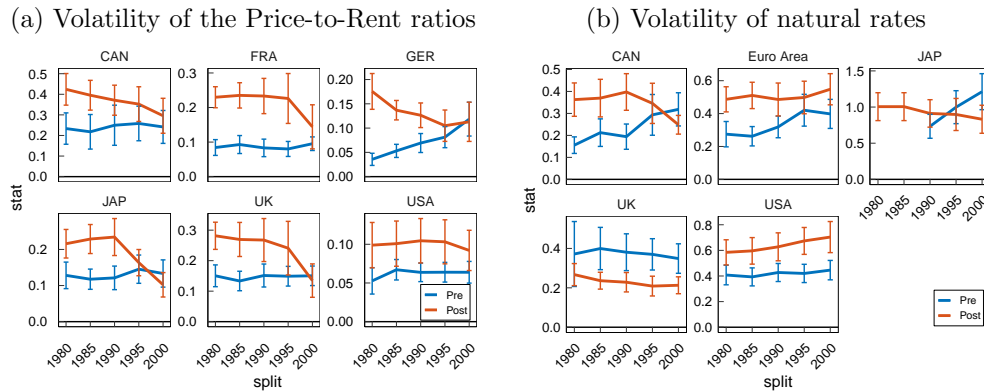 (a) Volatility of the Price-to-Rent ratios
CAN
FRA
GER
0.5
0.4
0.3
0.2
0.1
0.0
0.3
0.2
0.1
0.0
0.20
0.15
0.10
0.05
0.00
stat
JAP
UK
USA
0.2
0.1
0.0
0.3
0.2
0.1
0.0
0.10
0.05
0.00
Pre
Post
1980 1985 1990 1995 2000
1980 1985 1990 1995 2000
1980 1985 1990 1995 2000
split
(b) Volatility of natural rates
CAN
Euro Area
JAP
0.5
0.4
0.3
0.2
0.1
0.0
0.6
0.4
0.2
0.0
1.5
1.0
0.5
0.0
1980 1985 1990 1995 2000
stat
UK
USA
0.4
0.2
0.0
0.8
0.6
0.4
0.2
0.0
Pre
Post
1980 1985 1990 1995 2000
1980 1985 1990 1995 2000
split